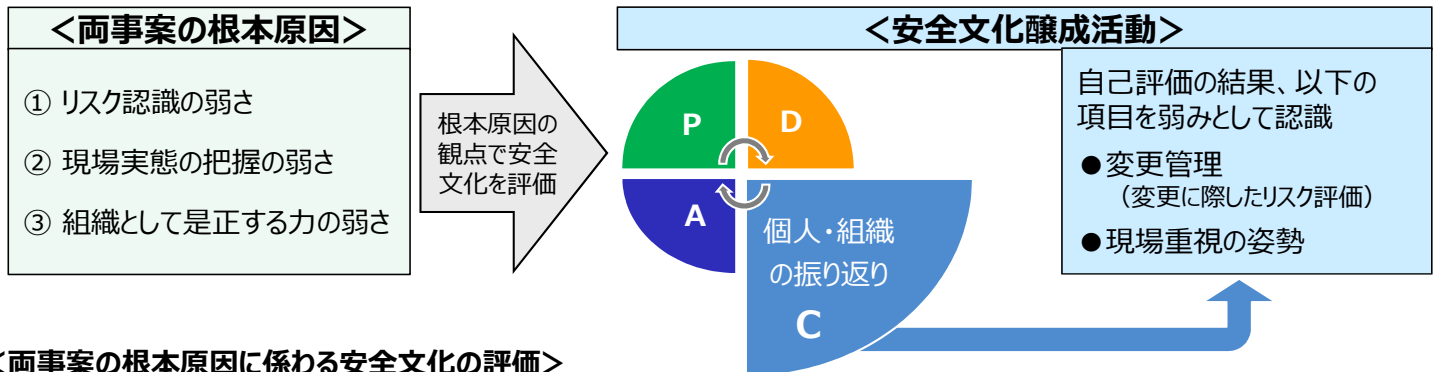 ＜両事案の根本原因＞
① リスク認識の弱さ
② 現場実態の把握の弱さ
③ 組織として是正する力の弱さ
根本原因の
観点で安全
文化を評価
＜安全文化醸成活動＞
P
D
A
個人・組織
の振り返り
C
自己評価の結果、以下の
項目を弱みとして認識
●変更管理
（変更に際したリスク評価）
●現場重視の姿勢
＜両事案の根本原因に係わる安全文化の評価＞